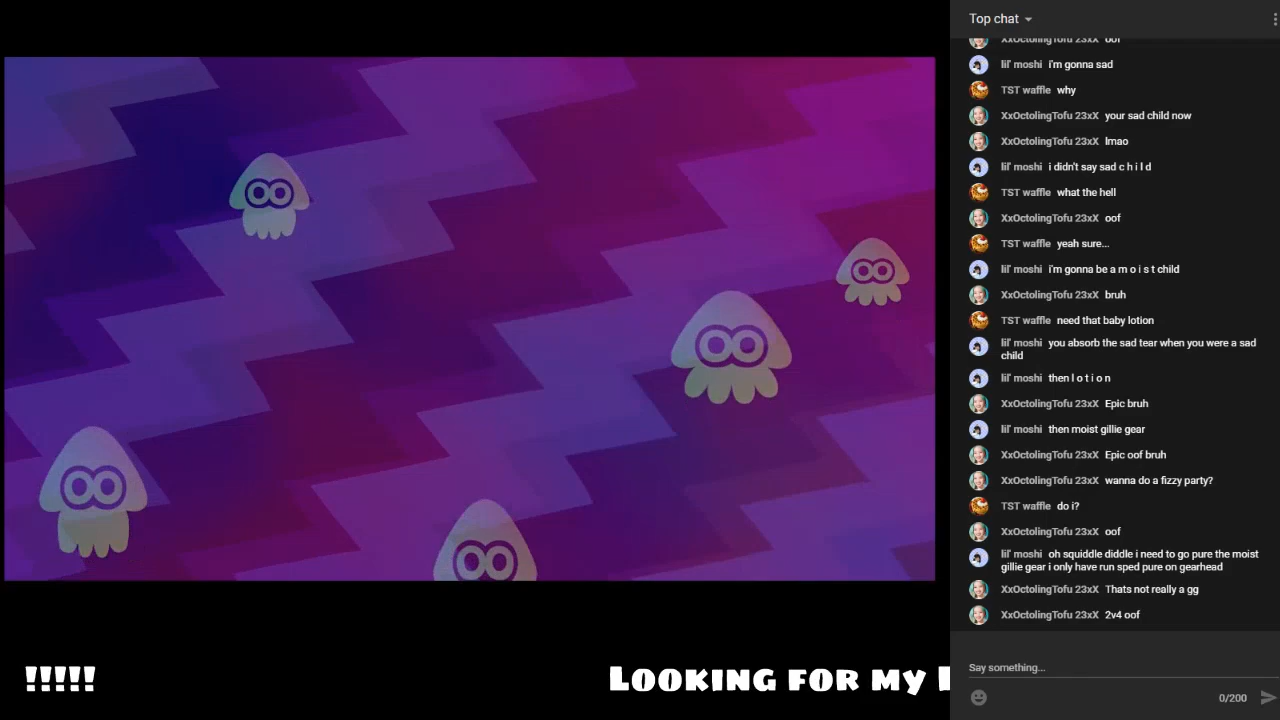 Top chat
XxOctolingTofu 23xX oof
lil' moshi i'm gonna sad
TST waffle why
XxOctolingTofu 23xX your sad child now
XxOctolingTofu 23xX lmao
lil' moshi i didn't say sad c h i l d
TST waffle what the hell
XxOctolingTofu 23xX oof
TST waffle yeah sure...
lil' moshi i'm gonna be a m o i s t child
XxOctolingTofu 23xX bruh
TST waffle need that baby lotion
lil' moshi you absorb the sad tear when you were a sad
child
lil' moshi then l o t i o n
XxOctolingTofu 23xX Epic bruh
lil' moshi then moist gillie gear
XxOctolingTofu 23xX Epic oof bruh
XxOctolingTofu 23xX wanna do a fizzy party?
TST waffle do i?
XxOctolingTofu 23xX oof
lil' moshi oh squiddle diddle i need to go pure the moist
gillie gear i only have run sped pure on gearhead
XxOctolingTofu 23xX Thats not really a gg
XxOctolingTofu 23xX 2v4 oof
Say something...
0/200
!!!!! Looking for my